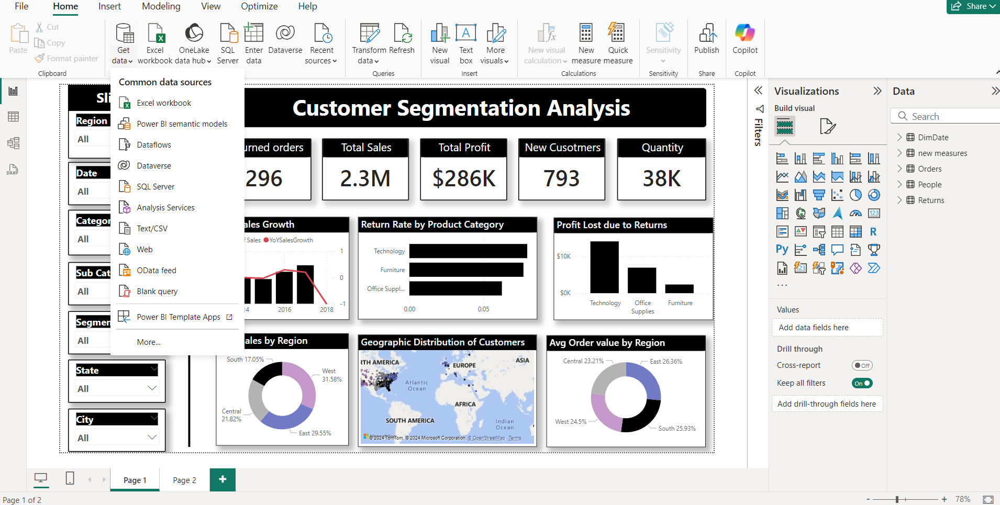 File Home Insert Modeling View Optimize Help Share
Paste
Cut
Copy
Format painter
Clipboard
Get data
Excel workbook
OneLake data hub
SQL Server
Enter data
Dataverse
Recent sources
Transform data
Refresh
Queries
New visual
Text box
More visuals
Insert
New visual calculation
New measure
Quick measure
Calculations
Sensitivity
Sensitivity
Publish
Share
Copilot
Copilot
Common data sources
Excel workbook
Power BI semantic models
Dataflows
Dataverse
SQL Server
Analysis Services
Text/CSV
Web
OData feed
Blank query
Power BI Template Apps
More...
Region
All
Date
All
All
Sub Cat
All
All
State
All
City
All
Customer Segmentation Analysis
orders
296
Total Sales
2.3M
Total Profit
$286K
New Cusotmers
793
Quantity
38K
Growth
Sales YoYSalesGrowth
1
0
-1
2016 2018
Return Rate by Product Category
Technology
Furniture
Office Suppl...
0.00 0.05
Profit Lost due to Returns
$10K
$0K
Technology
Office Supplies
Furniture
by Region
South 17.05%
West 31.58%
Central 21.82%
East 29.55%
Geographic Distribution of Customers
RTH AMERICA
EUROPE
ASIA
Atlantic Ocean
AFRICA
SOUTH AMERICA
Indian Ocean
© 2024 TomTom, © 2024 Microsoft Corporation, © OpenStreetMap Terms
Avg Order value by Region
Central 23.21%
East 26.36%
West 24.5%
South 25.93%
Filters
Visualizations
Build visual
123
R
Py
123
...
Values
Add data fields here
Drill through
Cross-report Off
Keep all filters On
Add drill-through fields here
Data
Search
DimDate
new measures
Orders
People
Returns
Page 1
Page 2
+
Page 1 of 2
- + 78%